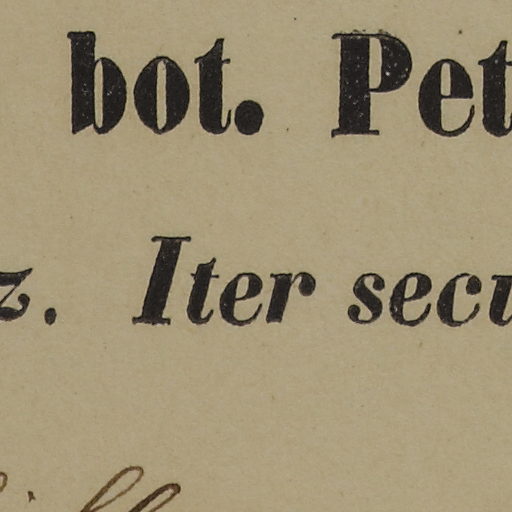 bot. Pet
z. Iter secu